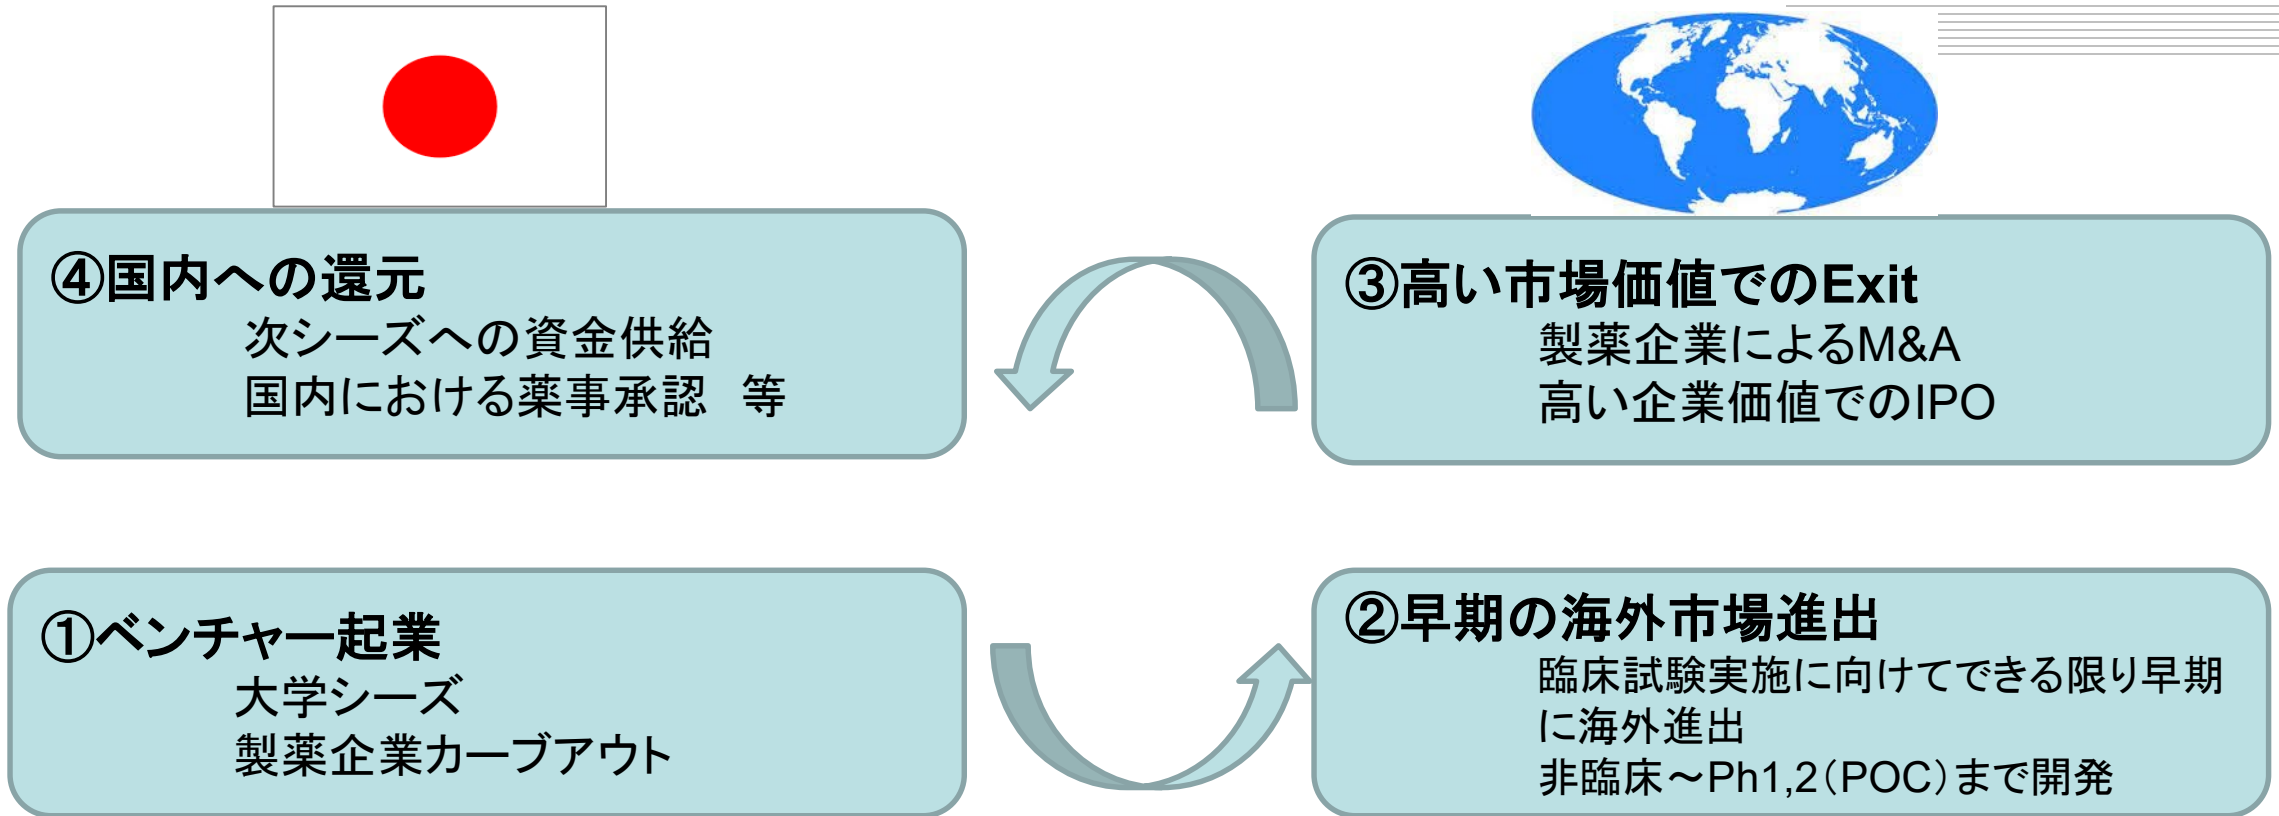 ④国内への還元
次シーズへの資金供給
国内における薬事承認　等
③高い市場価値でのExit
製薬企業によるM&A
高い企業価値でのIPO
①ベンチャー起業
大学シーズ
製薬企業カーブアウト
②早期の海外市場進出
臨床試験実施に向けてできる限り早期
に海外進出
非臨床～Ph1,2（POC）まで開発